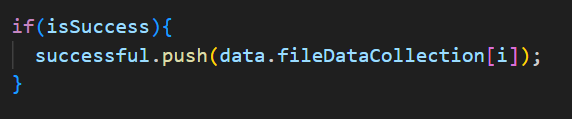 if(isSuccess){
  successful.push(data.fileDataCollection[i]);
}